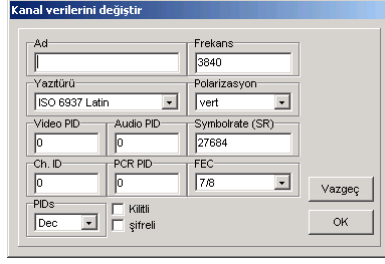 Kanal verilerini değiştir
Ad
Frekans
3840
Yazıtürü
Polarizasyon
ISO 6937 Latin
vert
Video PID
Audio PID
Symbolrate (SR)
0
0
27684
Ch. ID
PCR PID
FEC
0
0
7/8
Vazgeç
PIDs
Kilitli
Dec
şifreli
OK